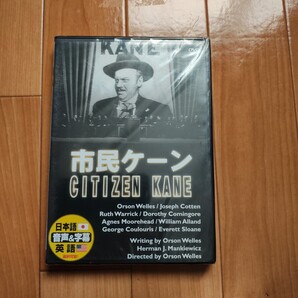 KANE
市民ケーン
CITIZEN KANE
Orson Welles / Joseph Cotten
Ruth Warrick / Dorothy Comingore
Agnes Moorehead / William Alland
George Coulouris / Everett Sloane
Writing by Orson Welles
Herman J. Mankiewicz
Directed by Orson Welles
日本語
音声&字幕
英語